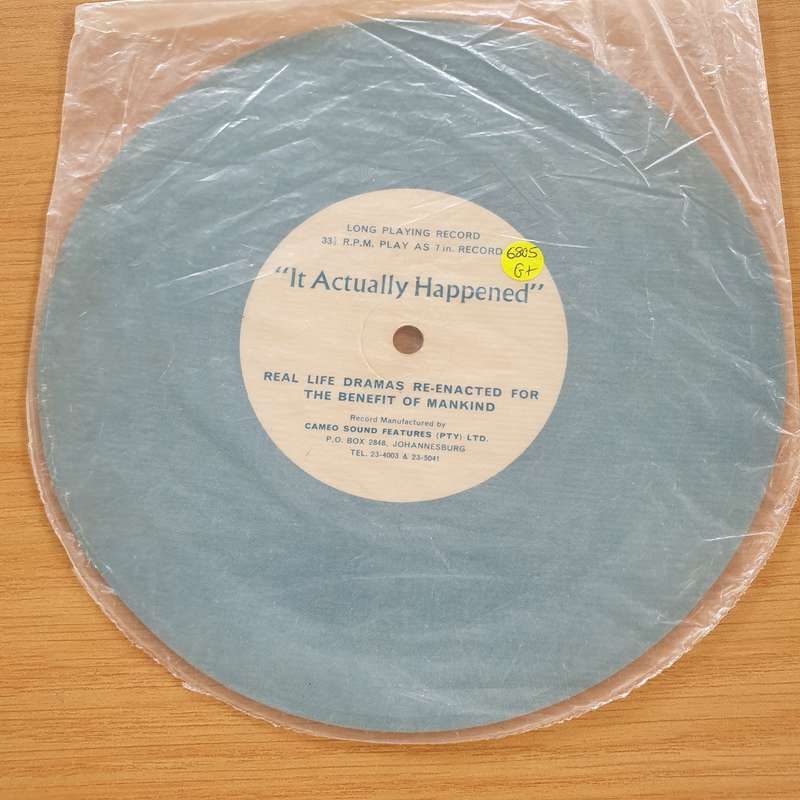 LONG PLAYING RECORD
33⅓ R.P.M. PLAY AS 7 in. RECORD
6805
G+
"It Actually Happened"
REAL LIFE DRAMAS RE-ENACTED FOR
THE BENEFIT OF MANKIND
Record Manufactured by
CAMEO SOUND FEATURES (PTY) LTD.
P.O. BOX 2848, JOHANNESBURG
TEL. 23-4003 & 23-5041